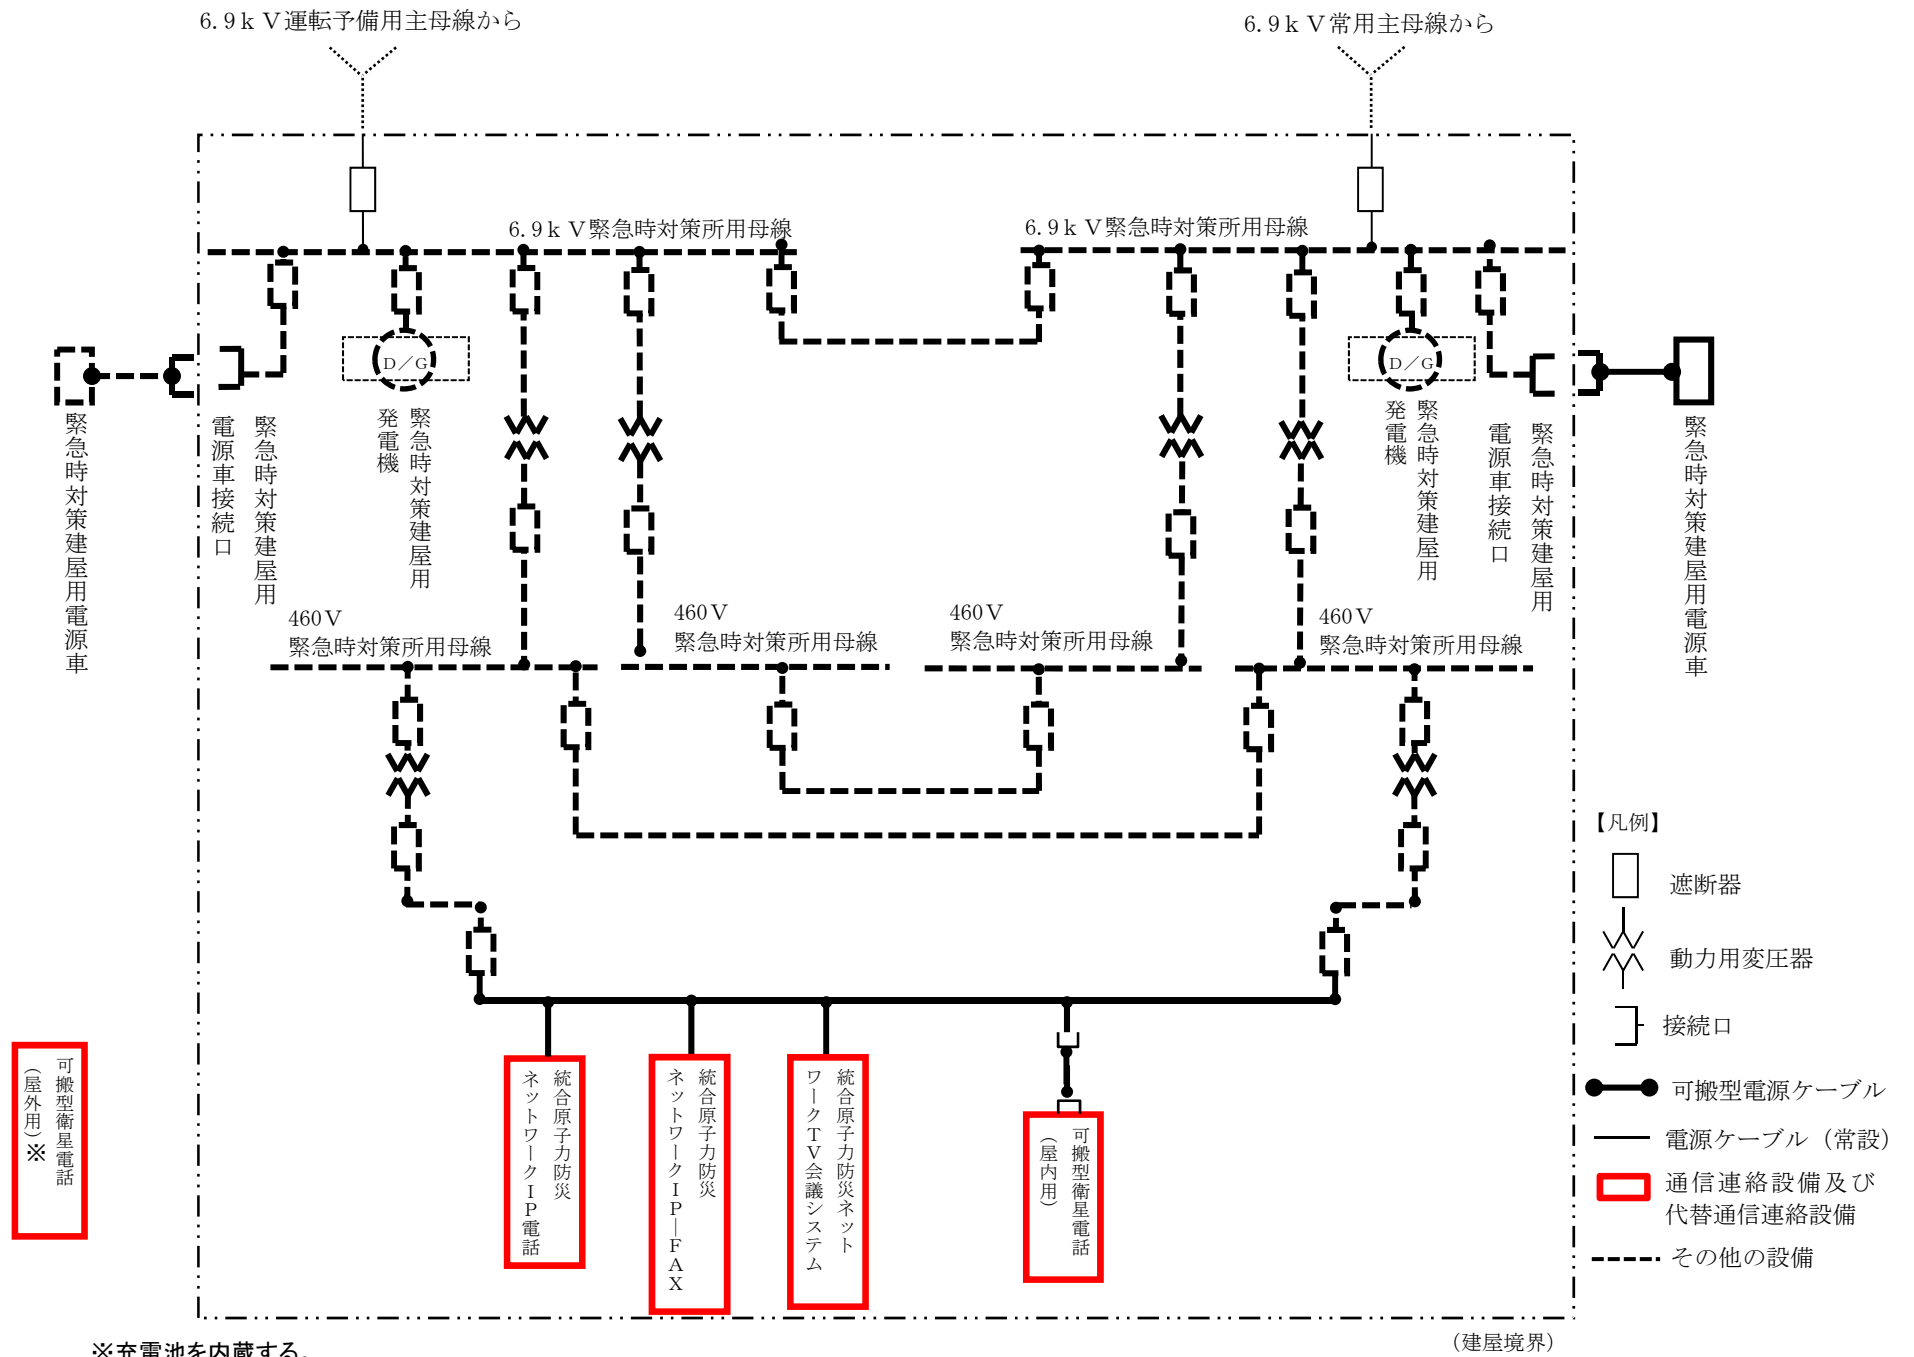 6.9kV運転予備用主母線から
6.9kV常用主母線から
6.9kV緊急時対策所用母線
6.9kV緊急時対策所用母線
D/G
D/G
緊急時対策建屋用電源車
緊急時対策建屋用
電源車接続口
緊急時対策建屋用
発電機
緊急時対策建屋用
発電機
緊急時対策建屋用
電源車接続口
緊急時対策建屋用電源車
460V
緊急時対策所用母線
460V
緊急時対策所用母線
460V
緊急時対策所用母線
460V
緊急時対策所用母線
【凡例】
遮断器
動力用変圧器
接続口
可搬型電源ケーブル
電源ケーブル（常設）
通信連絡設備及び
代替通信連絡設備
その他の設備
可搬型衛星電話
（屋外用）※
統合原子力防災
ネットワークIP電話
統合原子力防災
ネットワークIP－FAX
統合原子力防災ネット
ワークTV会議システム
可搬型衛星電話
（屋内用）
（建屋境界）
※充電池を内蔵する。